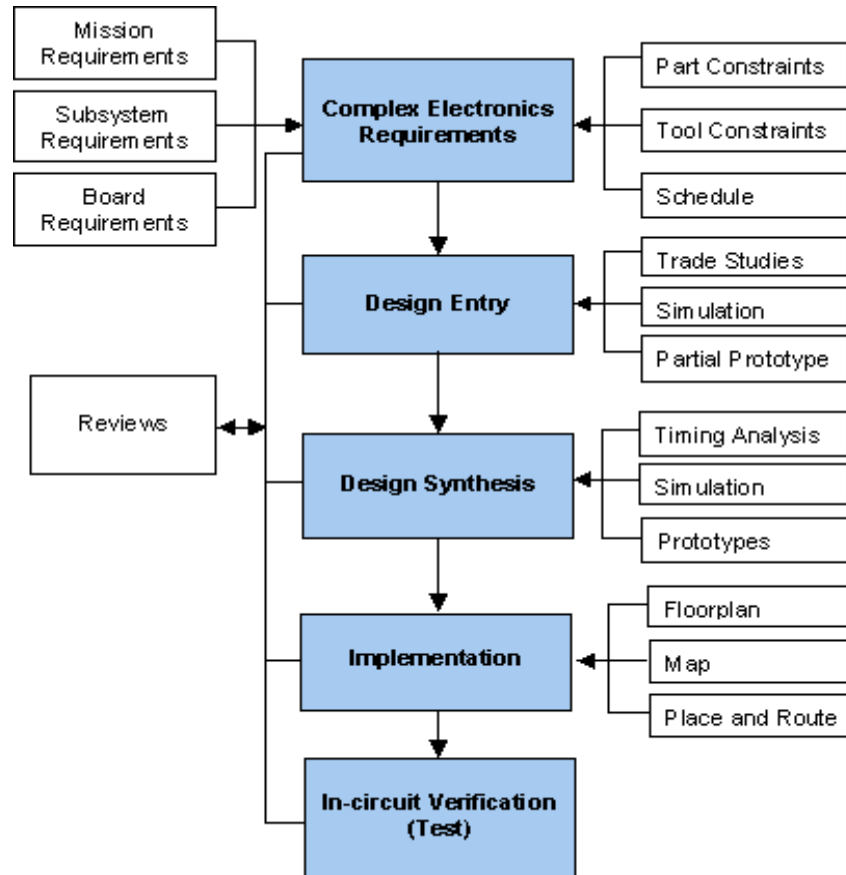 Mission
Requirements
Subsystem
Requirements
Board
Requirements
Complex Electronics
Requirements
Part Constraints
Tool Constraints
Schedule
Design Entry
Trade Studies
Simulation
Partial Prototype
Reviews
Design Synthesis
Timing Analysis
Simulation
Prototypes
Implementation
Floorplan
Map
Place and Route
In-circuit Verification
(Test)